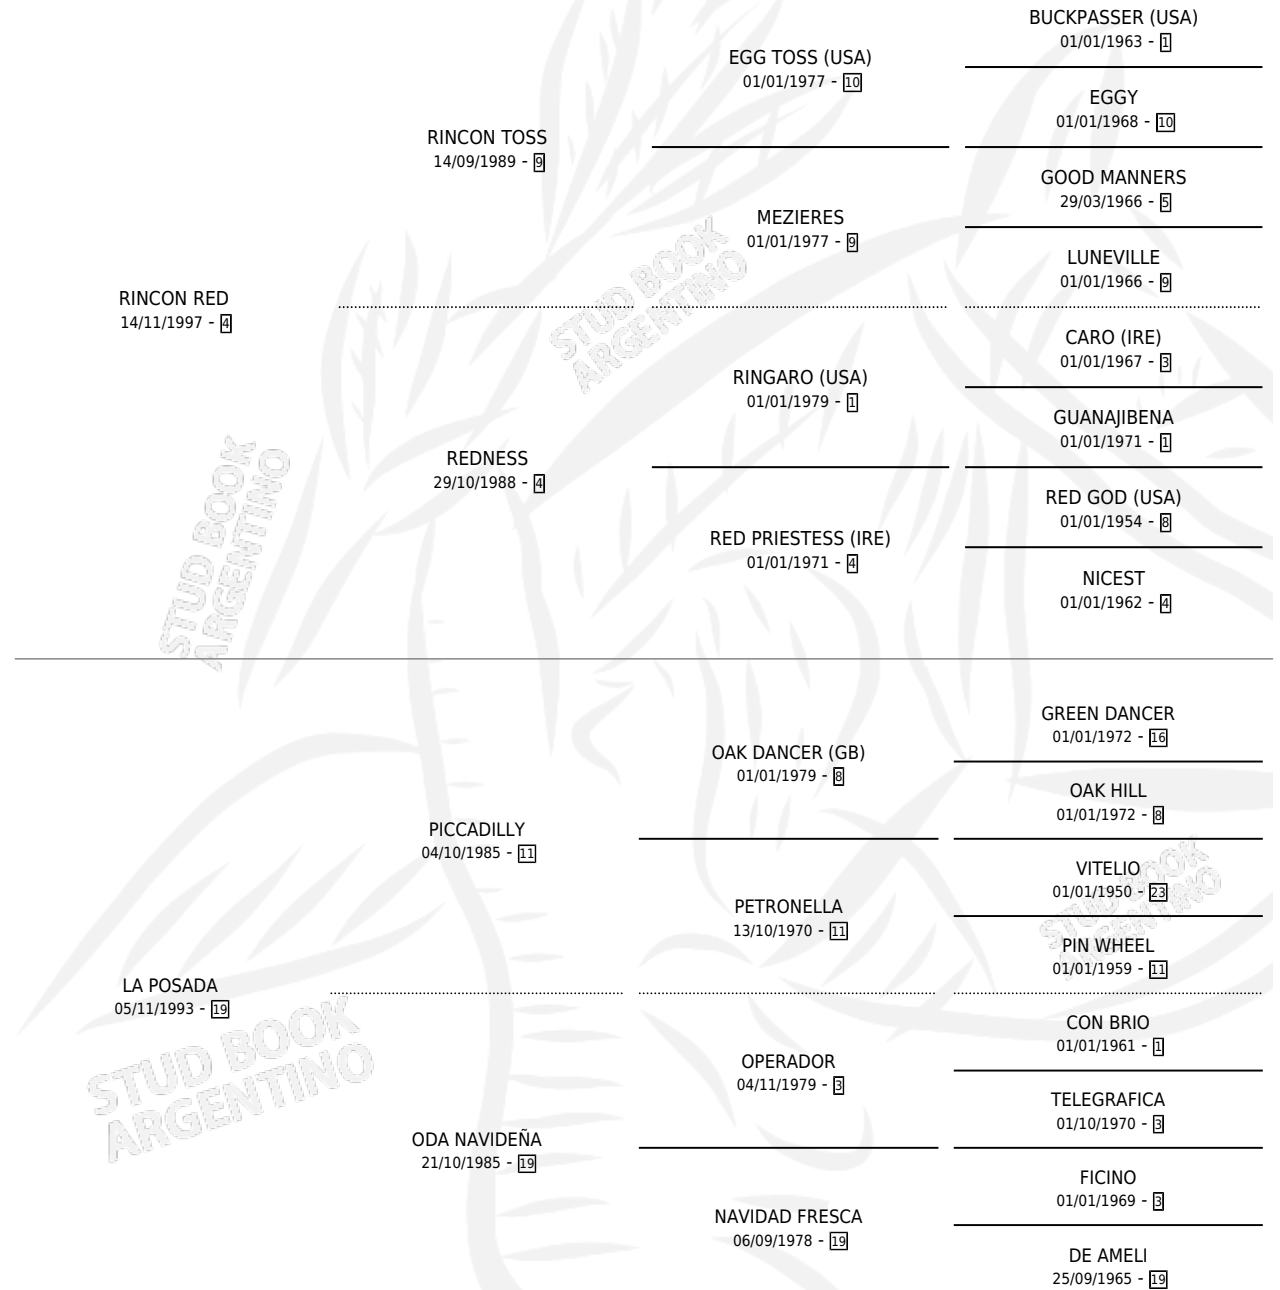 BUCKPASSER (USA)
01/01/1963 - 1
EGG TOSS (USA)
01/01/1977 - 10
EGGY
01/01/1968 - 10
RINCON TOSS
14/09/1989 - 9
GOOD MANNERS
29/03/1966 - 5
MEZIERES
01/01/1977 - 9
LUNEVILLE
01/01/1966 - 9
RINCON RED
14/11/1997 - 4
CARO (IRE)
01/01/1967 - 3
RINGARO (USA)
01/01/1979 - 1
GUANAJIBENA
01/01/1971 - 1
REDNESS
29/10/1988 - 4
RED GOD (USA)
01/01/1954 - 8
RED PRIESTESS (IRE)
01/01/1971 - 4
NICEST
01/01/1962 - 4
GREEN DANCER
01/01/1972 - 16
OAK DANCER (GB)
01/01/1979 - 8
OAK HILL
01/01/1972 - 8
PICCADILLY
04/10/1985 - 11
VITELIO
01/01/1950 - 23
PETRONELLA
13/10/1970 - 11
PIN WHEEL
01/01/1959 - 11
LA POSADA
05/11/1993 - 19
CON BRIO
01/01/1961 - 1
OPERADOR
04/11/1979 - 3
TELEGRAFICA
01/10/1970 - 3
ODA NAVIDEÑA
21/10/1985 - 19
FICINO
01/01/1969 - 3
NAVIDAD FRESCA
06/09/1978 - 19
DE AMELI
25/09/1965 - 19
STUD BOOK
ARGENTINO
STUD BOOK
ARGENTINO
STUD BOOK
ARGENTINO
STUD BOOK
ARGENTINO